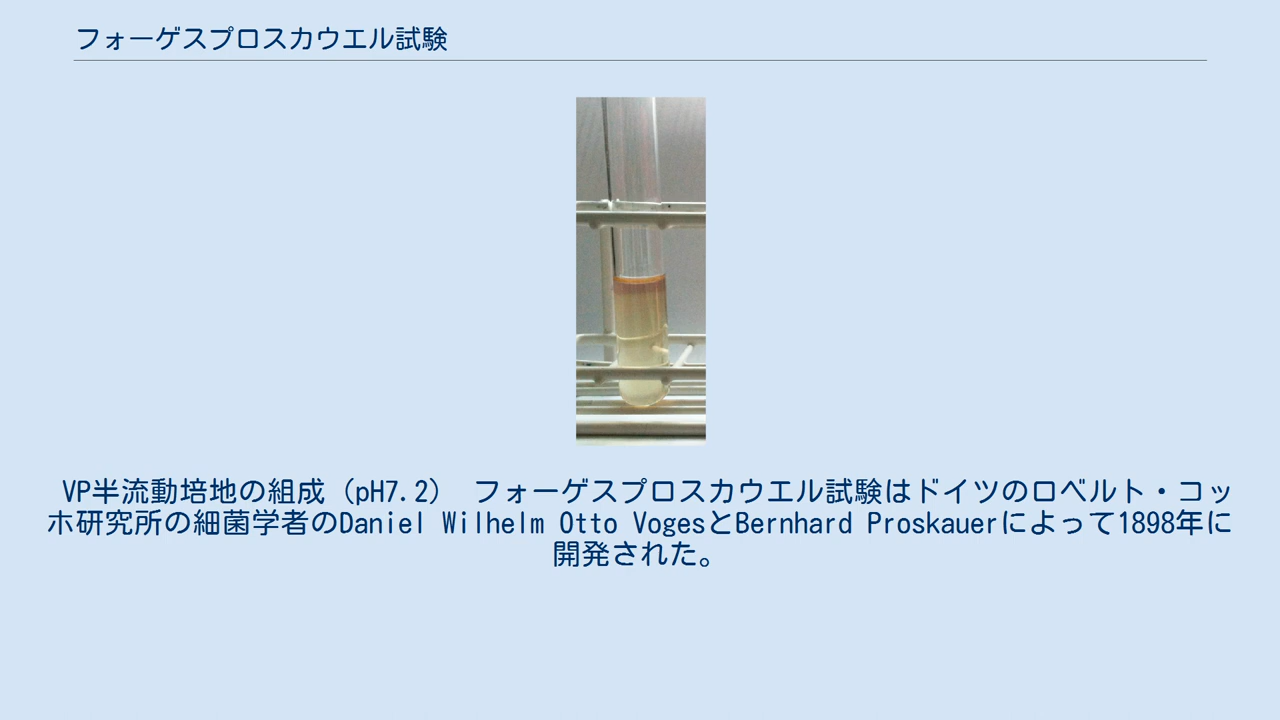 フォーゲスプロスカウエル試験
VP半流動培地の組成（pH7.2）　フォーゲスプロスカウエル試験はドイツのロベルト・コッ
ホ研究所の細菌学者のDaniel Wilhelm Otto VogesとBernhard Proskauerによって1898年に
開発された。